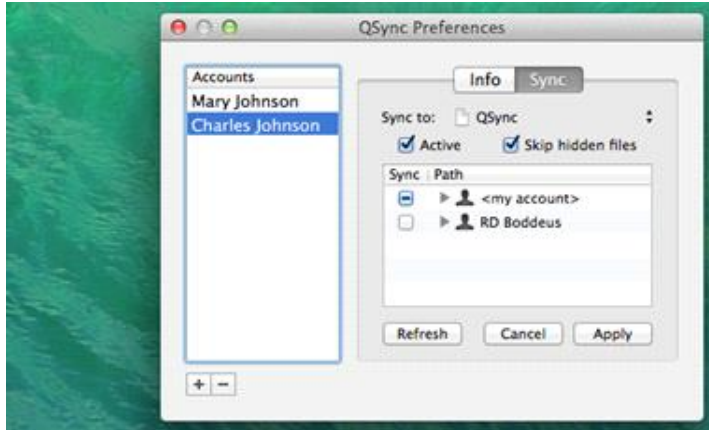 QSync Preferences
Accounts
Mary Johnson
Charles Johnson
Info Sync
Sync to: QSync
Active Skip hidden files
Sync Path
<my account>
RD Boddeus
Refresh Cancel Apply
+ −